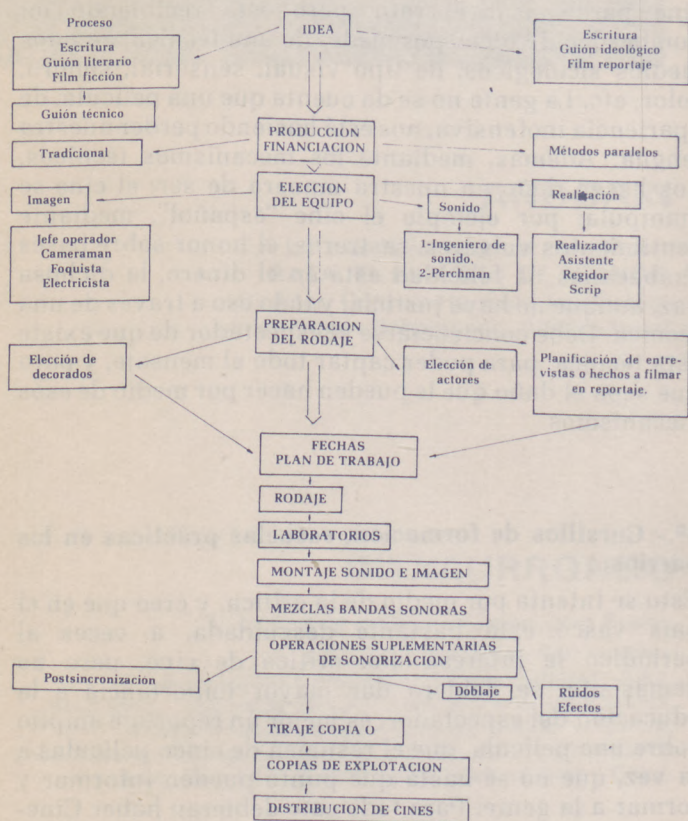 Proceso
IDEA
Escritura
Guión literario
Film ficción
Guión técnico
Escritura
Guión ideológico
Film reportaje
PRODUCCION
FINANCIACION
Tradicional
Métodos paralelos
ELECCION
DEL EQUIPO
Imagen
Sonido
Realización
Jefe operador
Cameraman
Foquista
Electricista
1-Ingeniero de
sonido.
2-Perchman
Realizador
Asistente
Regidor
Scrip
PREPARACION
DEL RODAJE
Elección de
decorados
Elección de
actores
Planificación de entre-
vistas o hechos a filmar
en reportaje.
FECHAS
PLAN DE TRABAJO
RODAJE
LABORATORIOS
MONTAJE SONIDO E IMAGEN
MEZCLAS BANDAS SONORAS
OPERACIONES SUPLEMENTARIAS
DE SONORIZACION
Postsincronizacion
Doblaje
Ruidos
Efectos
TIRAJE COPIA O
COPIAS DE EXPLOTACION
DISTRIBUCION DE CINES